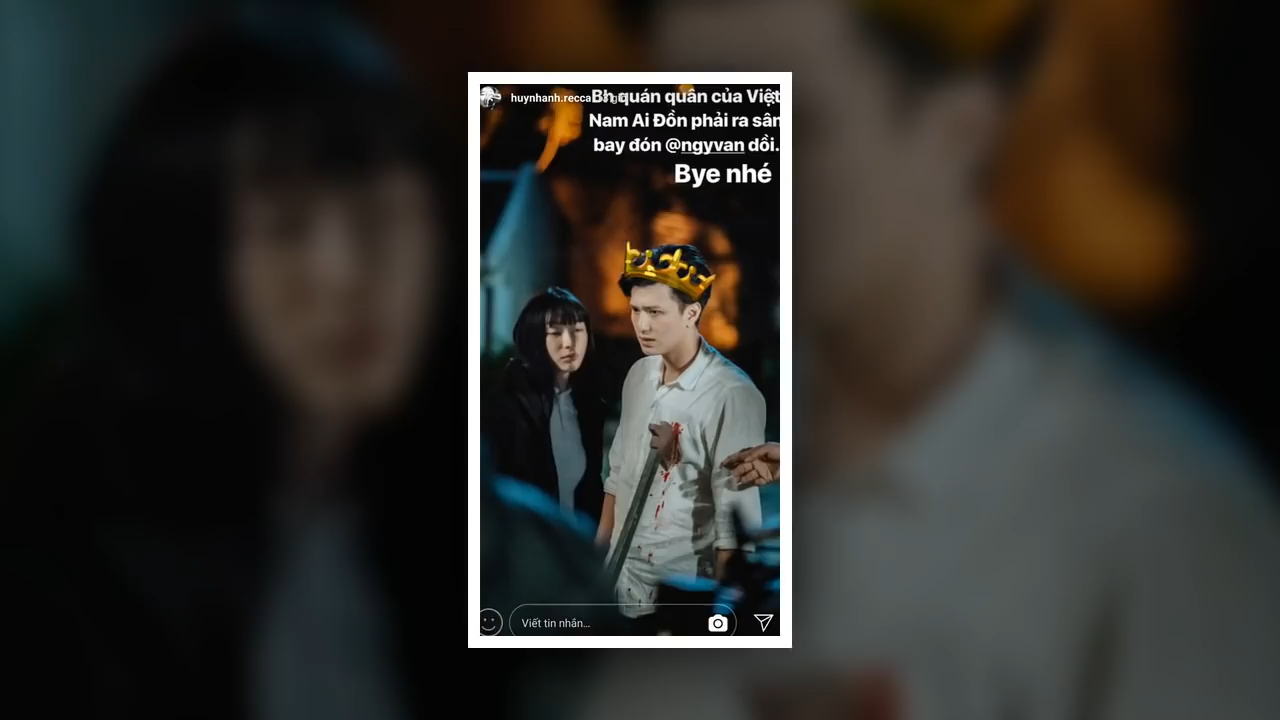 huynhanh.recca
Bh quán quân của Việt
Nam Ai Đồn phải ra sân
bay đón @ngyvan dồi.
Bye nhé
Viết tin nhắn...